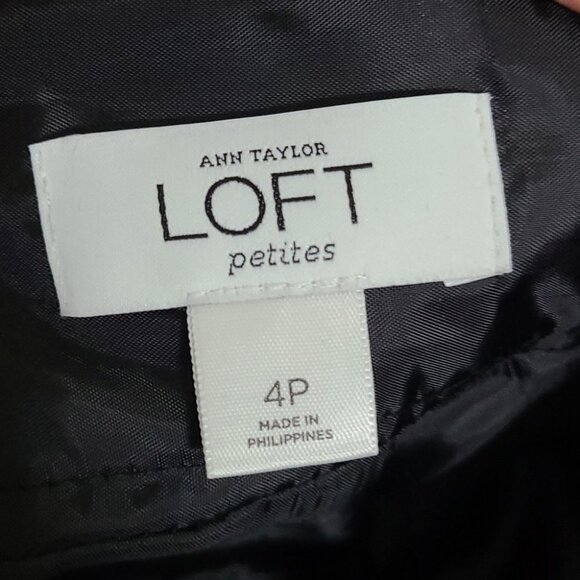 ANN TAYLOR
LOFT
petites
4P
MADE IN
PHILIPPINES